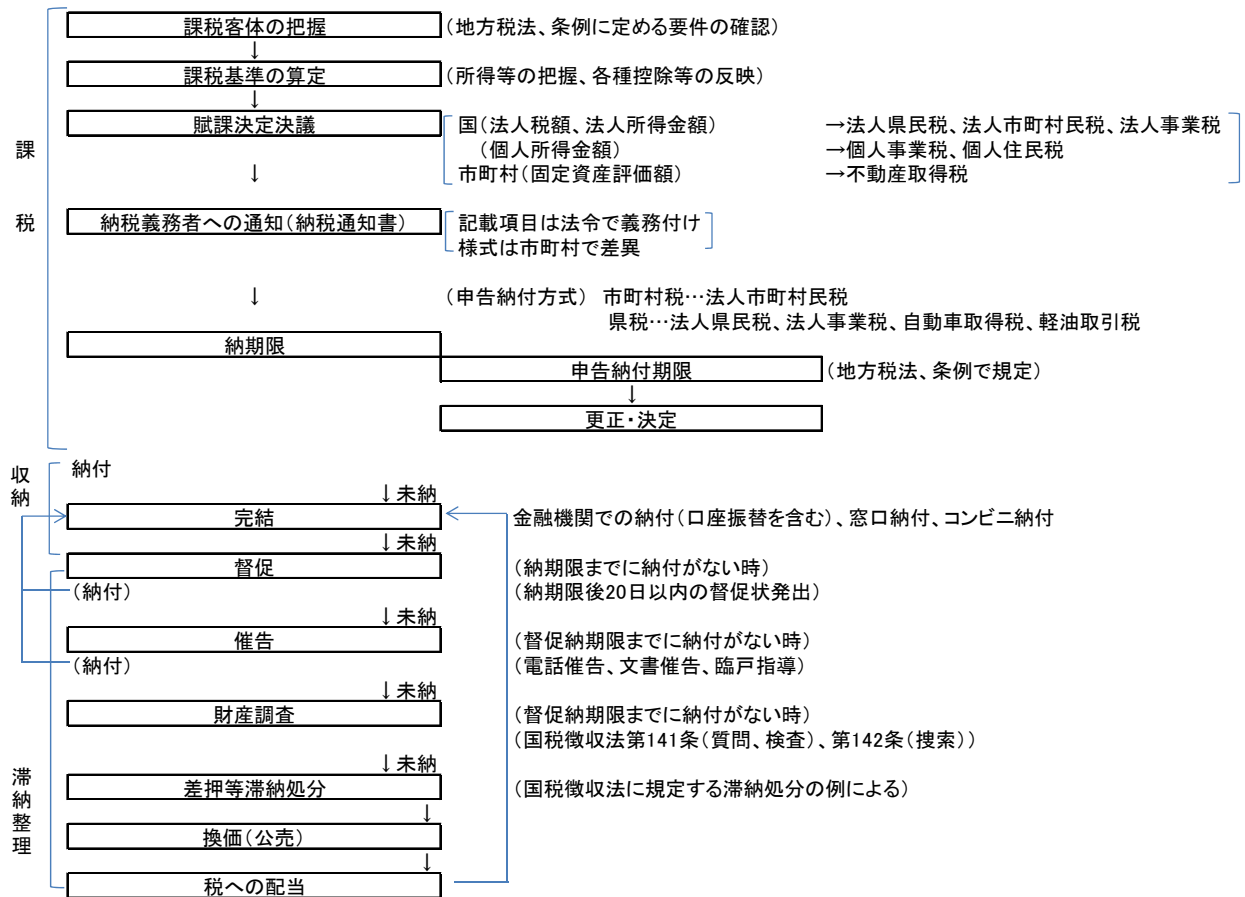 課税客体の把握 (地方税法、条例に定める要件の確認)
↓
課税基準の算定 (所得等の把握、各種控除等の反映)
↓
賦課決定決議 国(法人税額、法人所得金額) →法人県民税、法人市町村民税、法人事業税
課 (個人所得金額) →個人事業税、個人住民税
↓ 市町村(固定資産評価額) →不動産取得税
税 納税義務者への通知(納税通知書) 記載項目は法令で義務付け
様式は市町村で差異
↓ (申告納付方式) 市町村税…法人市町村民税
県税…法人県民税、法人事業税、自動車取得税、軽油取引税
納期限
申告納付期限 (地方税法、条例で規定)
↓
更正・決定
収納 納付
↓未納
完結 金融機関での納付(口座振替を含む)、窓口納付、コンビニ納付
↓未納
督促 (納期限までに納付がない時)
(納付) (納期限後20日以内の督促状発出)
↓未納
催告 (督促納期限までに納付がない時)
(納付) (電話催告、文書催告、臨戸指導)
↓未納
財産調査 (督促納期限までに納付がない時)
(国税徴収法第141条(質問、検査)、第142条(捜索))
滞納整理 ↓未納
差押等滞納処分 (国税徴収法に規定する滞納処分の例による)
↓
換価(公売)
↓
税への配当